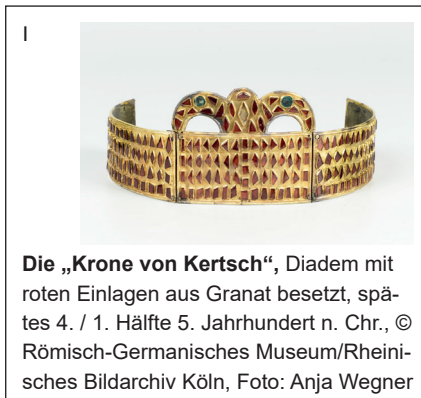 I
Die „Krone von Kertsch“, Diadem mit
roten Einlagen aus Granat besetzt, spä-
tes 4. / 1. Hälfte 5. Jahrhundert n. Chr., ©
Römisch-Germanisches Museum/Rheini-
sches Bildarchiv Köln, Foto: Anja Wegner